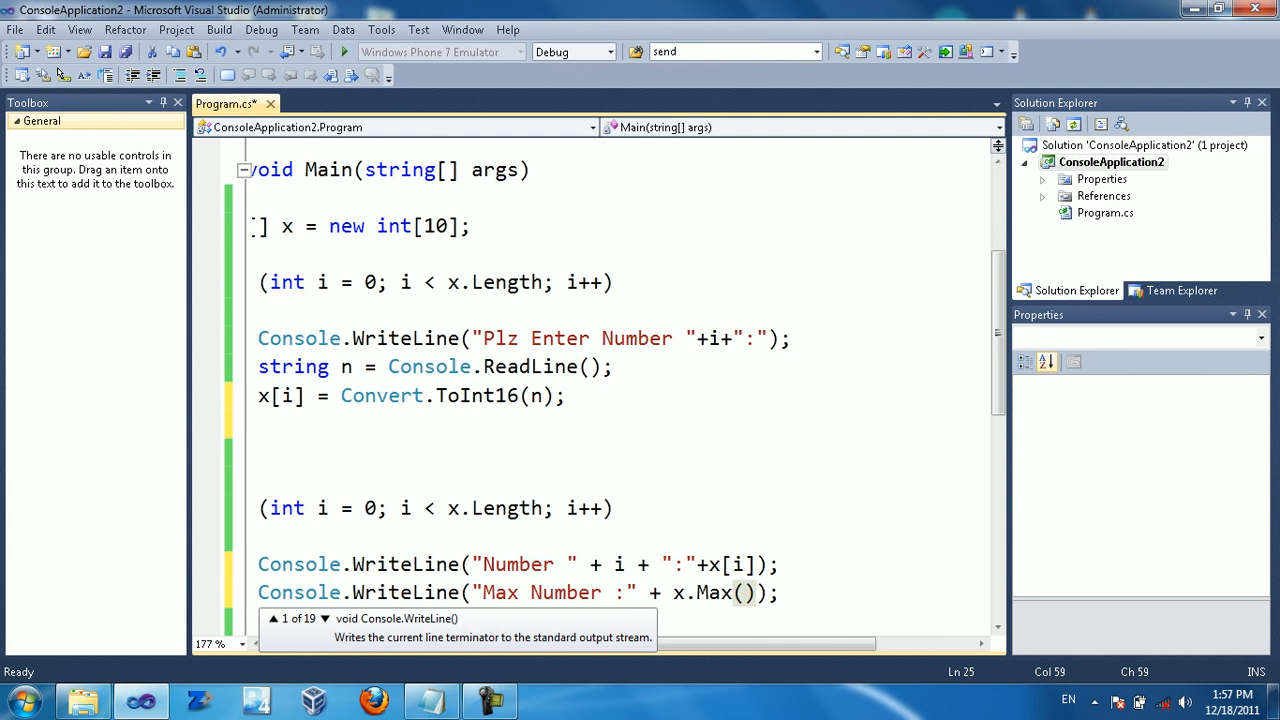 ConsoleApplication2 - Microsoft Visual Studio (Administrator)
File Edit View Refactor Project Build Debug Team Data Tools Test Window Help
Windows Phone 7 Emulator Debug send
Toolbox
General
There are no usable controls in
this group. Drag an item onto
this text to add it to the toolbox.
Program.cs*
ConsoleApplication2.Program Main(string[] args)
void Main(string[] args)
[] x = new int[10];
(int i = 0; i < x.Length; i++)
Console.WriteLine("Plz Enter Number "+i+":");
string n = Console.ReadLine();
x[i] = Convert.ToInt16(n);
(int i = 0; i < x.Length; i++)
Console.WriteLine("Number " + i + ":"+x[i]);
Console.WriteLine("Max Number :" + x.Max());
1 of 19 void Console.WriteLine()
Writes the current line terminator to the standard output stream.
177 %
Solution Explorer
Solution 'ConsoleApplication2' (1 project)
ConsoleApplication2
Properties
References
Program.cs
Solution Explorer Team Explorer
Properties
Ready Ln 25 Col 59 Ch 59 INS
EN
1:57 PM
12/18/2011